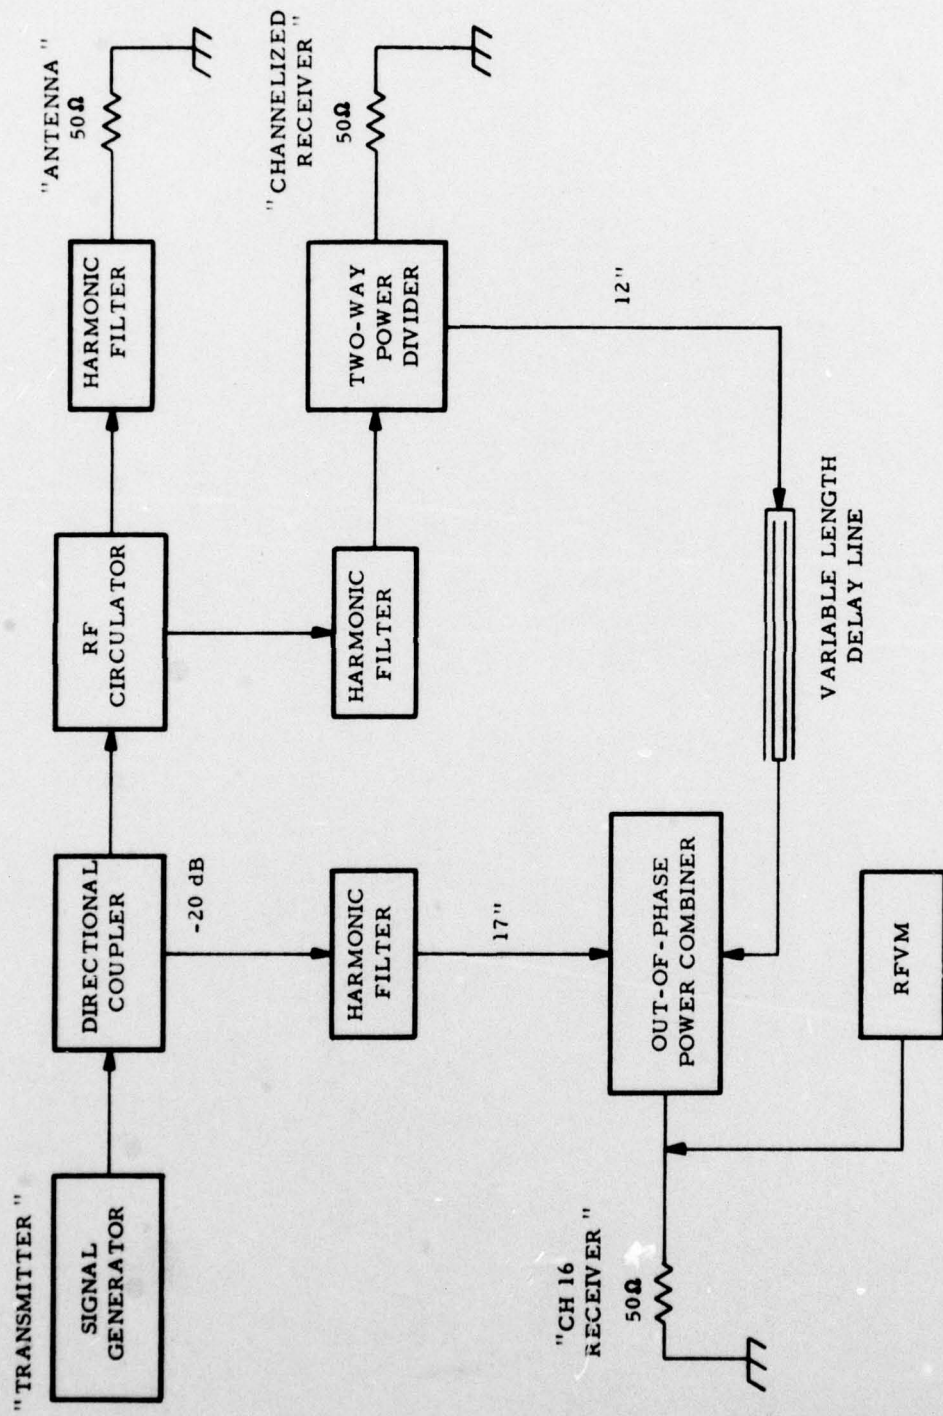 "TRANSMITTER"
SIGNAL
GENERATOR
DIRECTIONAL
COUPLER
-20 dB
RF
CIRCULATOR
HARMONIC
FILTER
"ANTENNA"
50Ω
HARMONIC
FILTER
HARMONIC
FILTER
TWO-WAY
POWER
DIVIDER
"CHANNELIZED
RECEIVER"
50Ω
17"
12"
"CH 16
RECEIVER"
50Ω
OUT-OF-PHASE
POWER COMBINER
VARIABLE LENGTH
DELAY LINE
RFVM